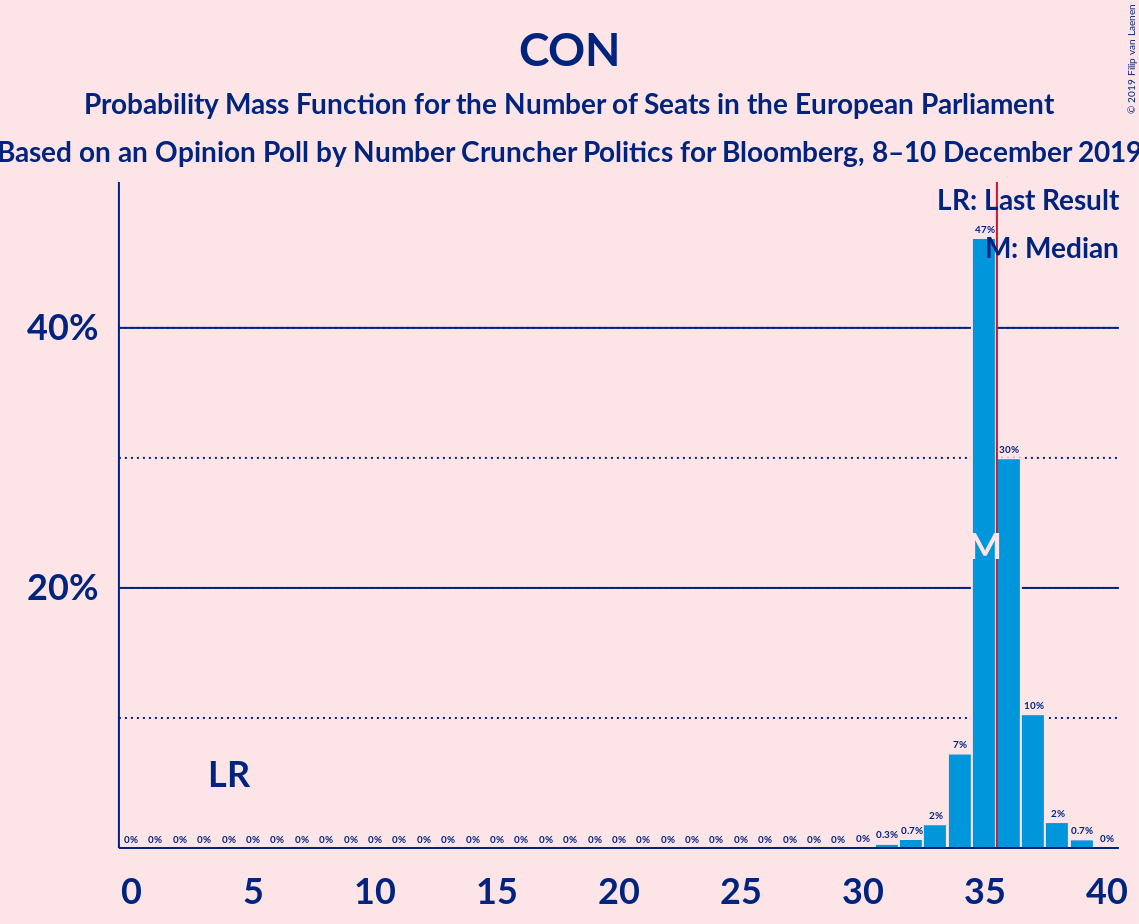 CON
Probability Mass Function for the Number of Seats in the European Parliament
Based on an Opinion Poll by Number Cruncher Politics for Bloomberg, 8–10 December 2019
© 2019 Filip van Laenen
LR: Last Result
M: Median
47%
40%
30%
M
20%
10%
7%
LR
2%
2%
0% 0% 0% 0% 0% 0% 0% 0% 0% 0% 0% 0% 0% 0% 0% 0% 0% 0% 0% 0% 0% 0% 0% 0% 0% 0% 0% 0% 0% 0% 0% 0.3% 0.7% 0.7% 0%
0 5 10 15 20 25 30 35 40